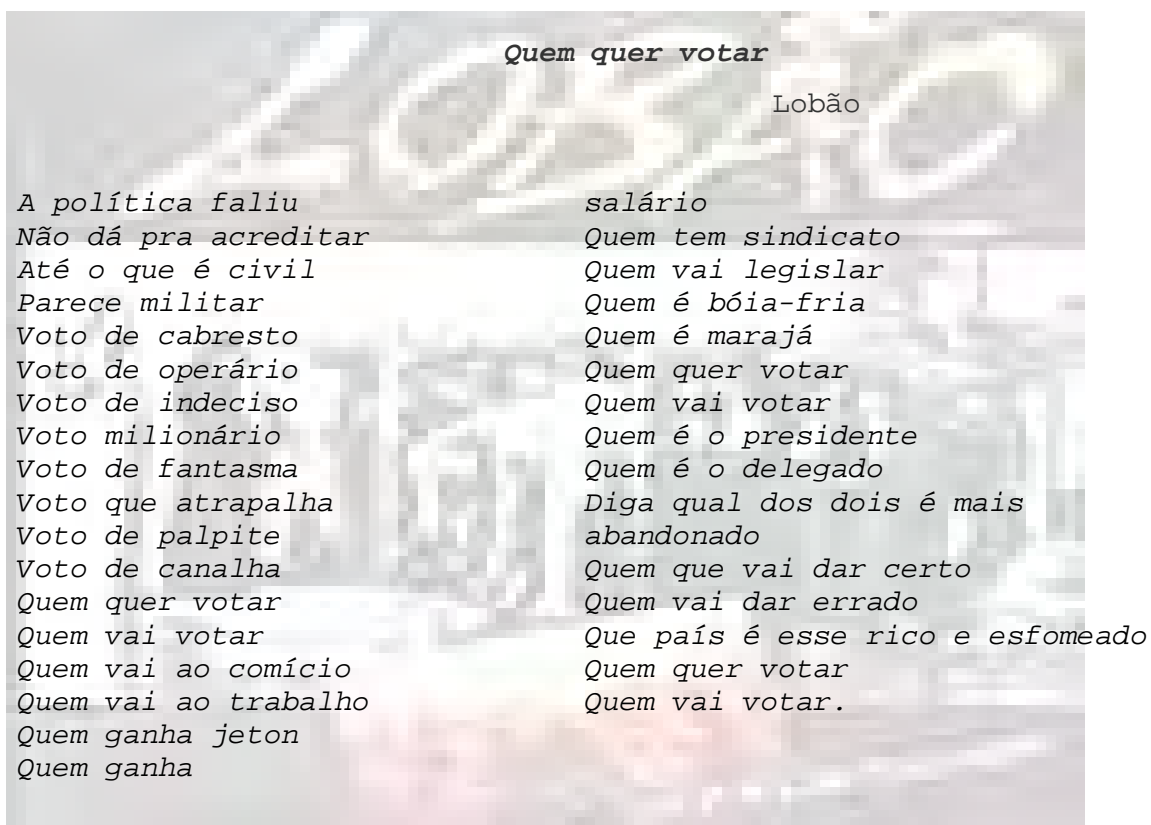 Quem quer votar
Lobão
A política faliu
Não dá pra acreditar
Até o que é civil
Parece militar
Voto de cabresto
Voto de operário
Voto de indeciso
Voto milionário
Voto de fantasma
Voto que atrapalha
Voto de palpite
Voto de canalha
Quem quer votar
Quem vai votar
Quem vai ao comício
Quem vai ao trabalho
Quem ganha jeton
Quem ganha
salário
Quem tem sindicato
Quem vai legislar
Quem é bóia-fria
Quem é marajá
Quem quer votar
Quem vai votar
Quem é o presidente
Quem é o delegado
Diga qual dos dois é mais
abandonado
Quem que vai dar certo
Quem vai dar errado
Que país é esse rico e esfomeado
Quem quer votar
Quem vai votar.